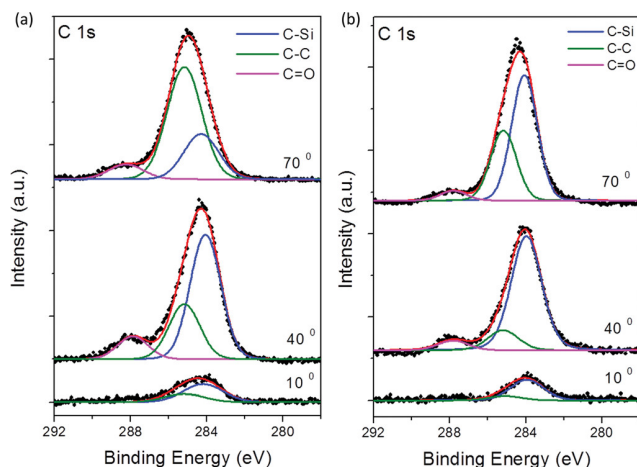 (a)
C 1s
C-Si
C-C
C=O
70 0
40 0
10 0
Intensity (a.u.)
292 288 284 280
Binding Energy (eV)
(b)
C 1s
C-Si
C-C
C=O
70 0
40 0
10 0
Intensity (a.u.)
292 288 284 280
Binding Energy (eV)